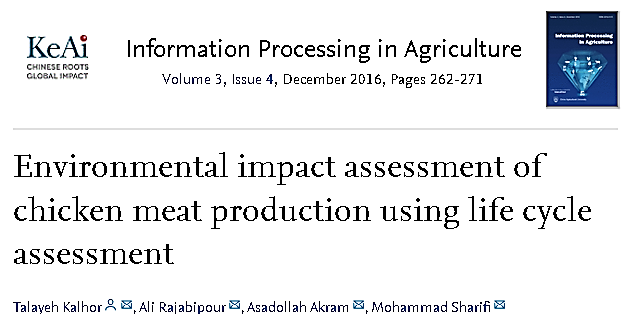 KeAi
CHINESE ROOTS
GLOBAL IMPACT
Information Processing in Agriculture
Volume 3, Issue 4, December 2016, Pages 262-271
Information Processing
in Agriculture
Environmental impact assessment of
chicken meat production using life cycle
assessment
Talayeh Kalhor, Ali Rajabipour, Asadollah Akram, Mohammad Sharifi